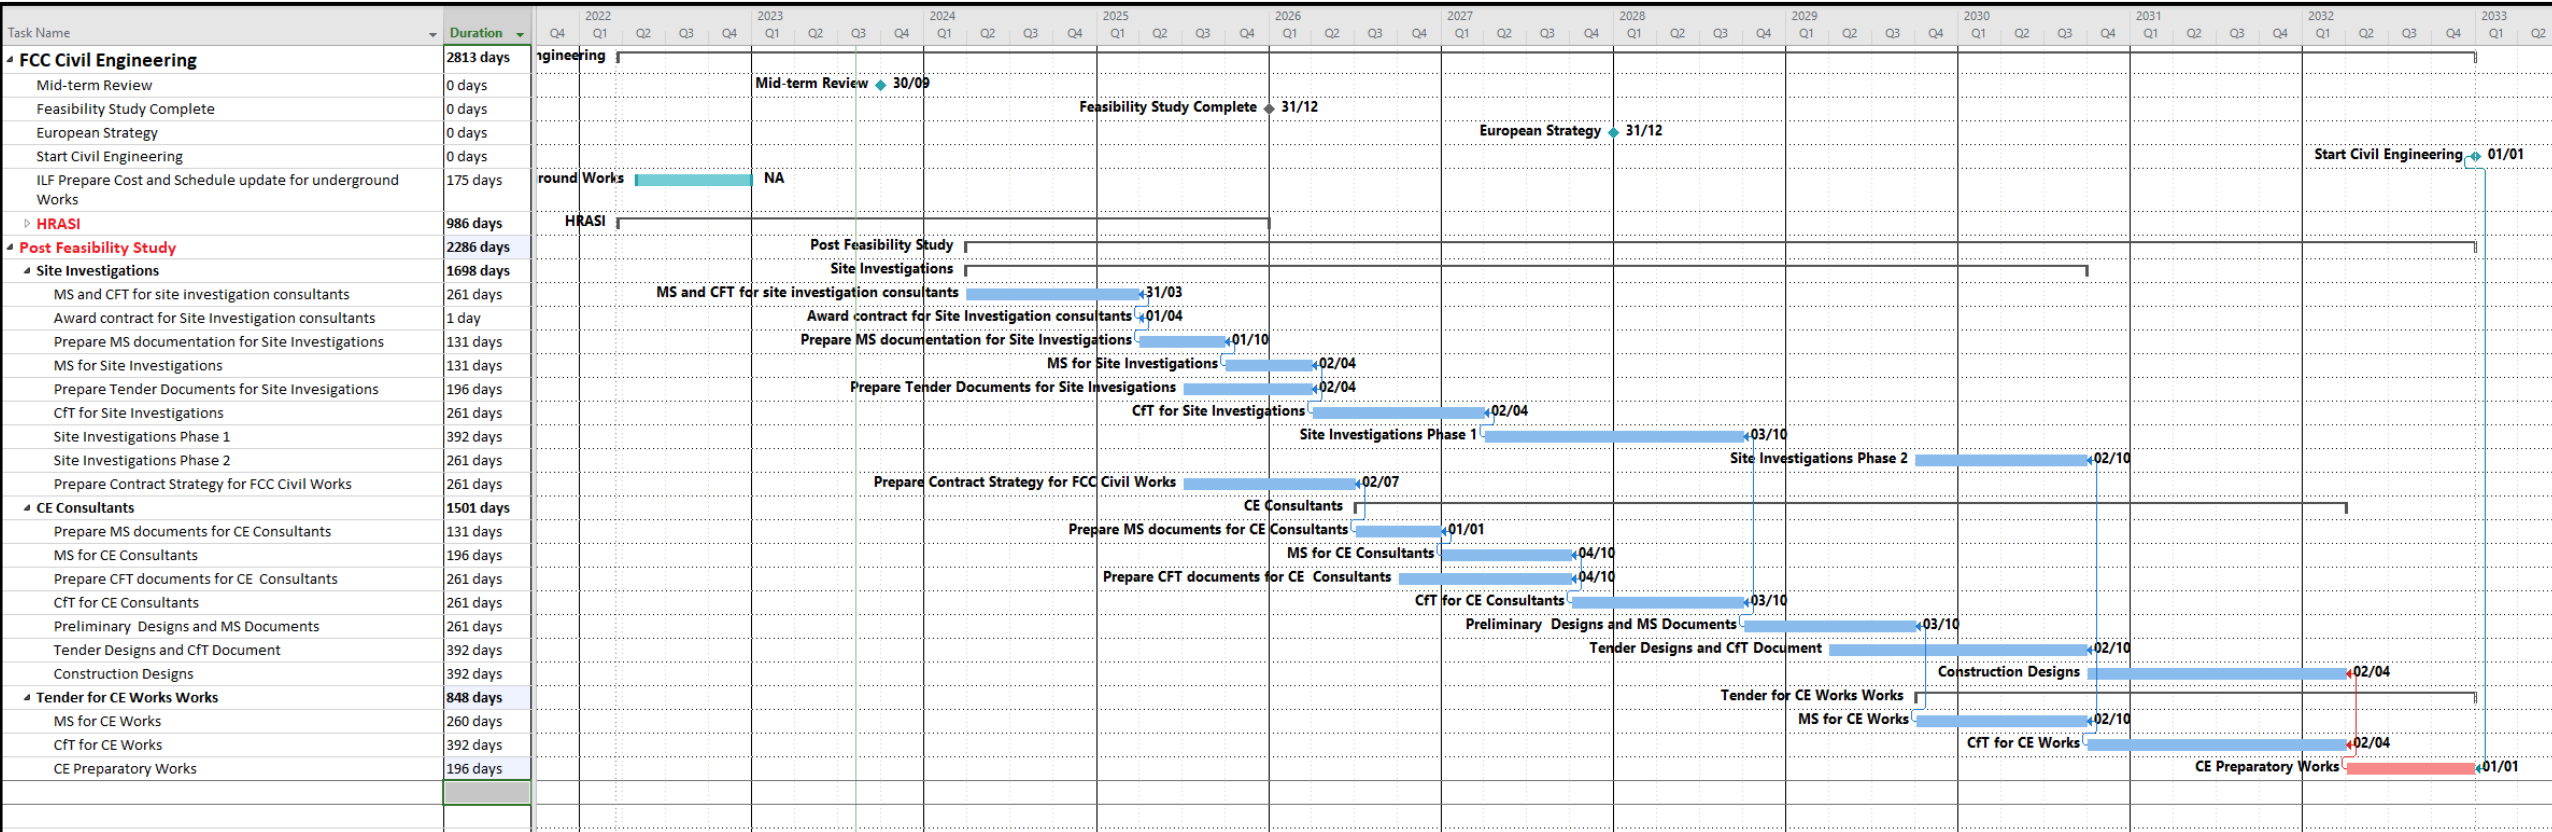 2022 2023 2024 2025 2026 2027 2028 2029 2030 2031 2032 2033
Task Name Duration Q4 Q1 Q2 Q3 Q4 Q1 Q2 Q3 Q4 Q1 Q2 Q3 Q4 Q1 Q2 Q3 Q4 Q1 Q2 Q3 Q4 Q1 Q2 Q3 Q4 Q1 Q2 Q3 Q4 Q1 Q2 Q3 Q4 Q1 Q2 Q3 Q4 Q1 Q2 Q3 Q4 Q1 Q2 Q3 Q4 Q1 Q2
FCC Civil Engineering 2813 days ngineering
Mid-term Review 0 days Mid-term Review 30/09
Feasibility Study Complete 0 days Feasibility Study Complete 31/12
European Strategy 0 days European Strategy 31/12
Start Civil Engineering 0 days Start Civil Engineering 01/01
ILF Prepare Cost and Schedule update for underground 175 days round Works NA
Works
HRASI 986 days HRASI
Post Feasibility Study 2286 days Post Feasibility Study
Site Investigations 1698 days Site Investigations
MS and CFT for site investigation consultants 261 days MS and CFT for site investigation consultants 31/03
Award contract for Site Investigation consultants 1 day Award contract for Site Investigation consultants 01/04
Prepare MS documentation for Site Investigations 131 days Prepare MS documentation for Site Investigations 01/10
MS for Site Investigations 131 days MS for Site Investigations 02/04
Prepare Tender Documents for Site Invesigations 196 days Prepare Tender Documents for Site Invesigations 02/04
CfT for Site Investigations 261 days CfT for Site Investigations 02/04
Site Investigations Phase 1 392 days Site Investigations Phase 1 03/10
Site Investigations Phase 2 261 days Site Investigations Phase 2 02/10
Prepare Contract Strategy for FCC Civil Works 261 days Prepare Contract Strategy for FCC Civil Works 02/07
CE Consultants 1501 days CE Consultants
Prepare MS documents for CE Consultants 131 days Prepare MS documents for CE Consultants 01/01
MS for CE Consultants 196 days MS for CE Consultants 04/10
Prepare CFT documents for CE Consultants 261 days Prepare CFT documents for CE Consultants 04/10
CfT for CE Consultants 261 days CfT for CE Consultants 03/10
Preliminary Designs and MS Documents 261 days Preliminary Designs and MS Documents 03/10
Tender Designs and CfT Document 392 days Tender Designs and CfT Document 02/10
Construction Designs 392 days Construction Designs 02/04
Tender for CE Works Works 848 days Tender for CE Works Works
MS for CE Works 260 days MS for CE Works 02/10
CfT for CE Works 392 days CfT for CE Works 02/04
CE Preparatory Works 196 days CE Preparatory Works 01/01